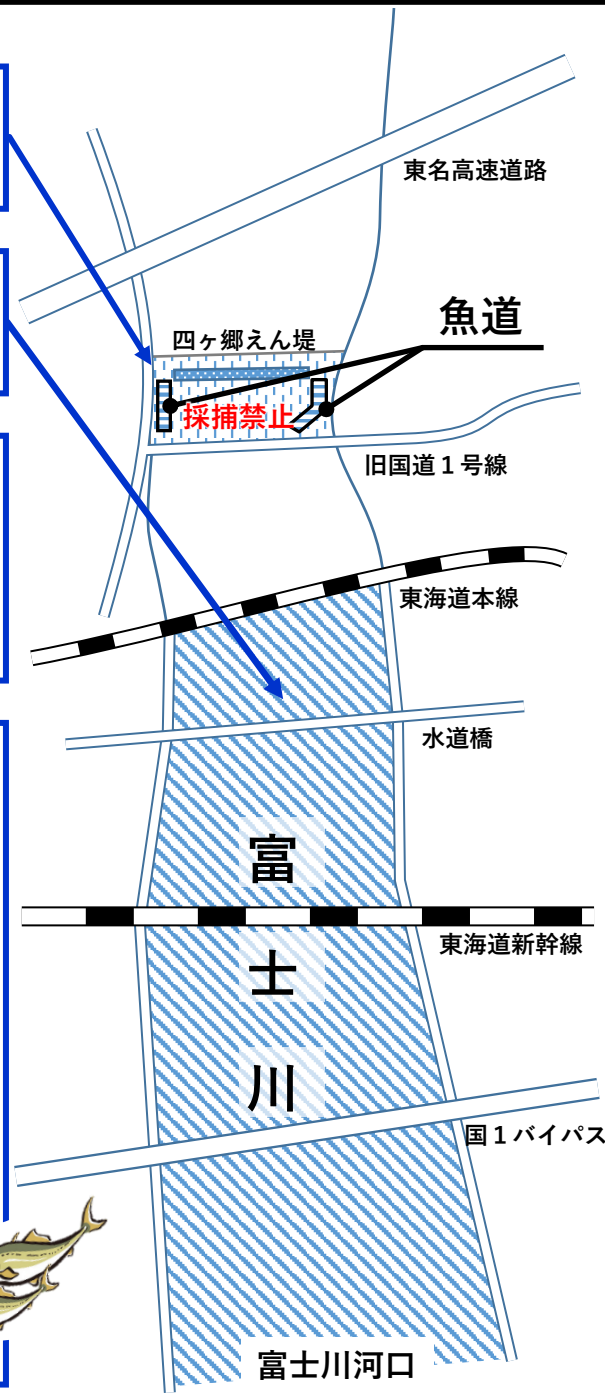 東名高速道路
魚道
四ヶ郷えん堤
採捕禁止
旧国道1号線
東海道本線
水道橋
富
士
川
東海道新幹線
国1バイパス
富士川河口